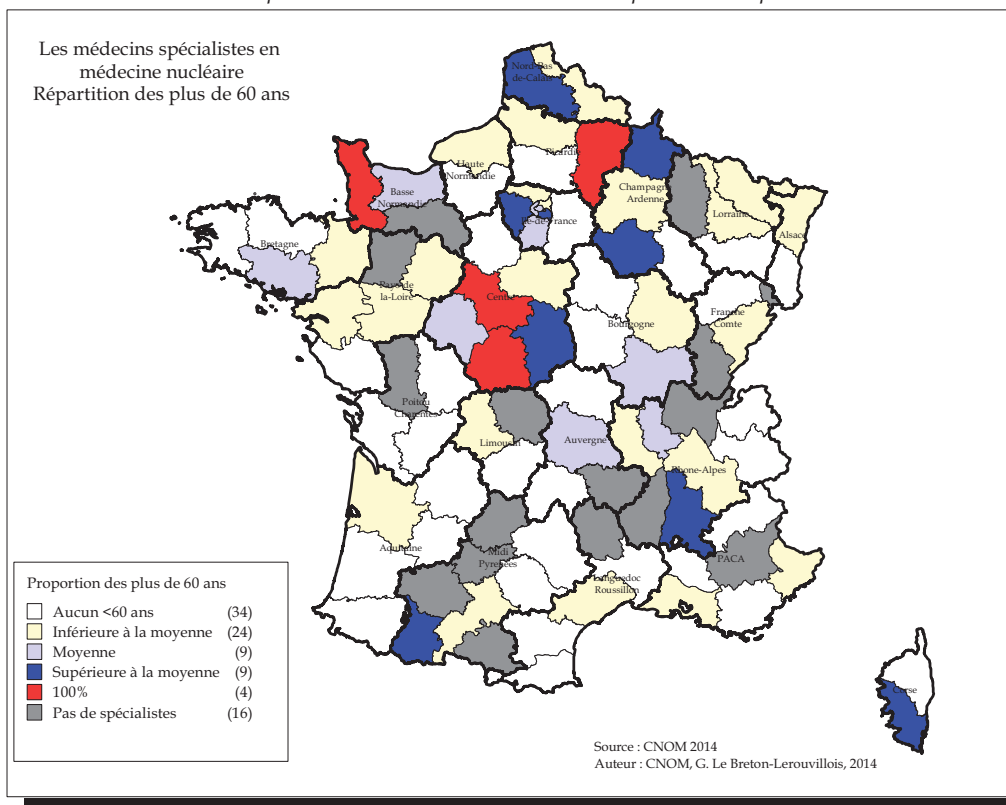 Les médecins spécialistes en
médecine nucléaire
Répartition des plus de 60 ans
Nord-Pas
de-Calais
Picardie
Haute
Normandie
Basse
Normandie
Champagne
Ardenne
Lorraine
Alsace
Ile-de-France
Bretagne
Pays de
la-Loire
Centre
Bourgogne
Franche
Comte
Poitou
Charentes
Limousin
Auvergne
Rhone-Alpes
Aquitaine
Midi
Pyrenées
Languedoc
Roussillon
PACA
Corse
Proportion des plus de 60 ans
Aucun <60 ans (34)
Inférieure à la moyenne (24)
Moyenne (9)
Supérieure à la moyenne (9)
100% (4)
Pas de spécialistes (16)
Source : CNOM 2014
Auteur : CNOM, G. Le Breton-Lerouvillois, 2014